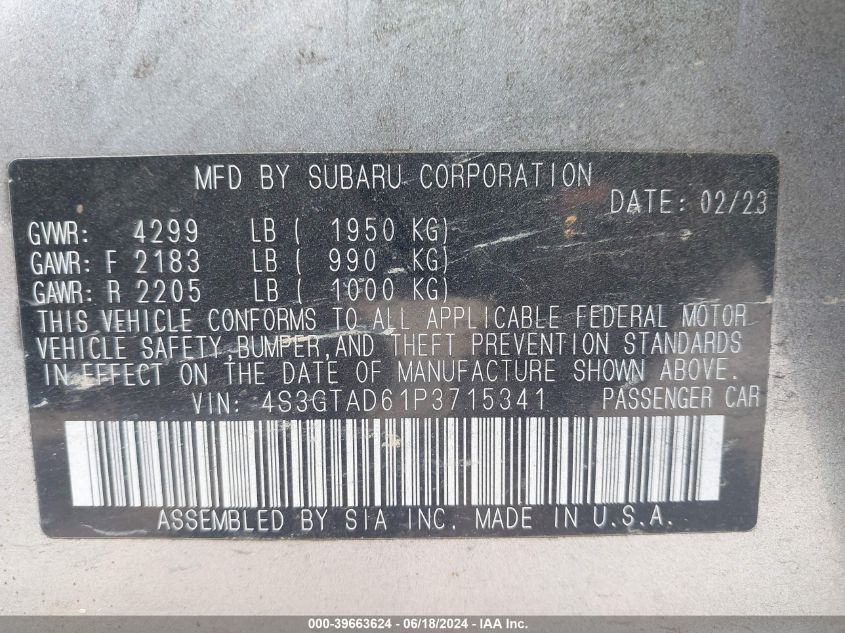 MFD BY SUBARU CORPORATION
DATE: 02/23
GVWR: 4299 LB ( 1950 KG)
GAWR: F 2183 LB ( 990 KG)
GAWR: R 2205 LB ( 1000 KG)
THIS VEHICLE CONFORMS TO ALL APPLICABLE FEDERAL MOTOR
VEHICLE SAFETY,BUMPER,AND THEFT PREVENTION STANDARDS
IN EFFECT ON THE DATE OF MANUFACTURE SHOWN ABOVE.
VIN: 4S3GTAD61P3715341 PASSENGER CAR
ASSEMBLED BY SIA INC. MADE IN U.S.A.
000-39663624 - 06/18/2024 - IAA Inc.